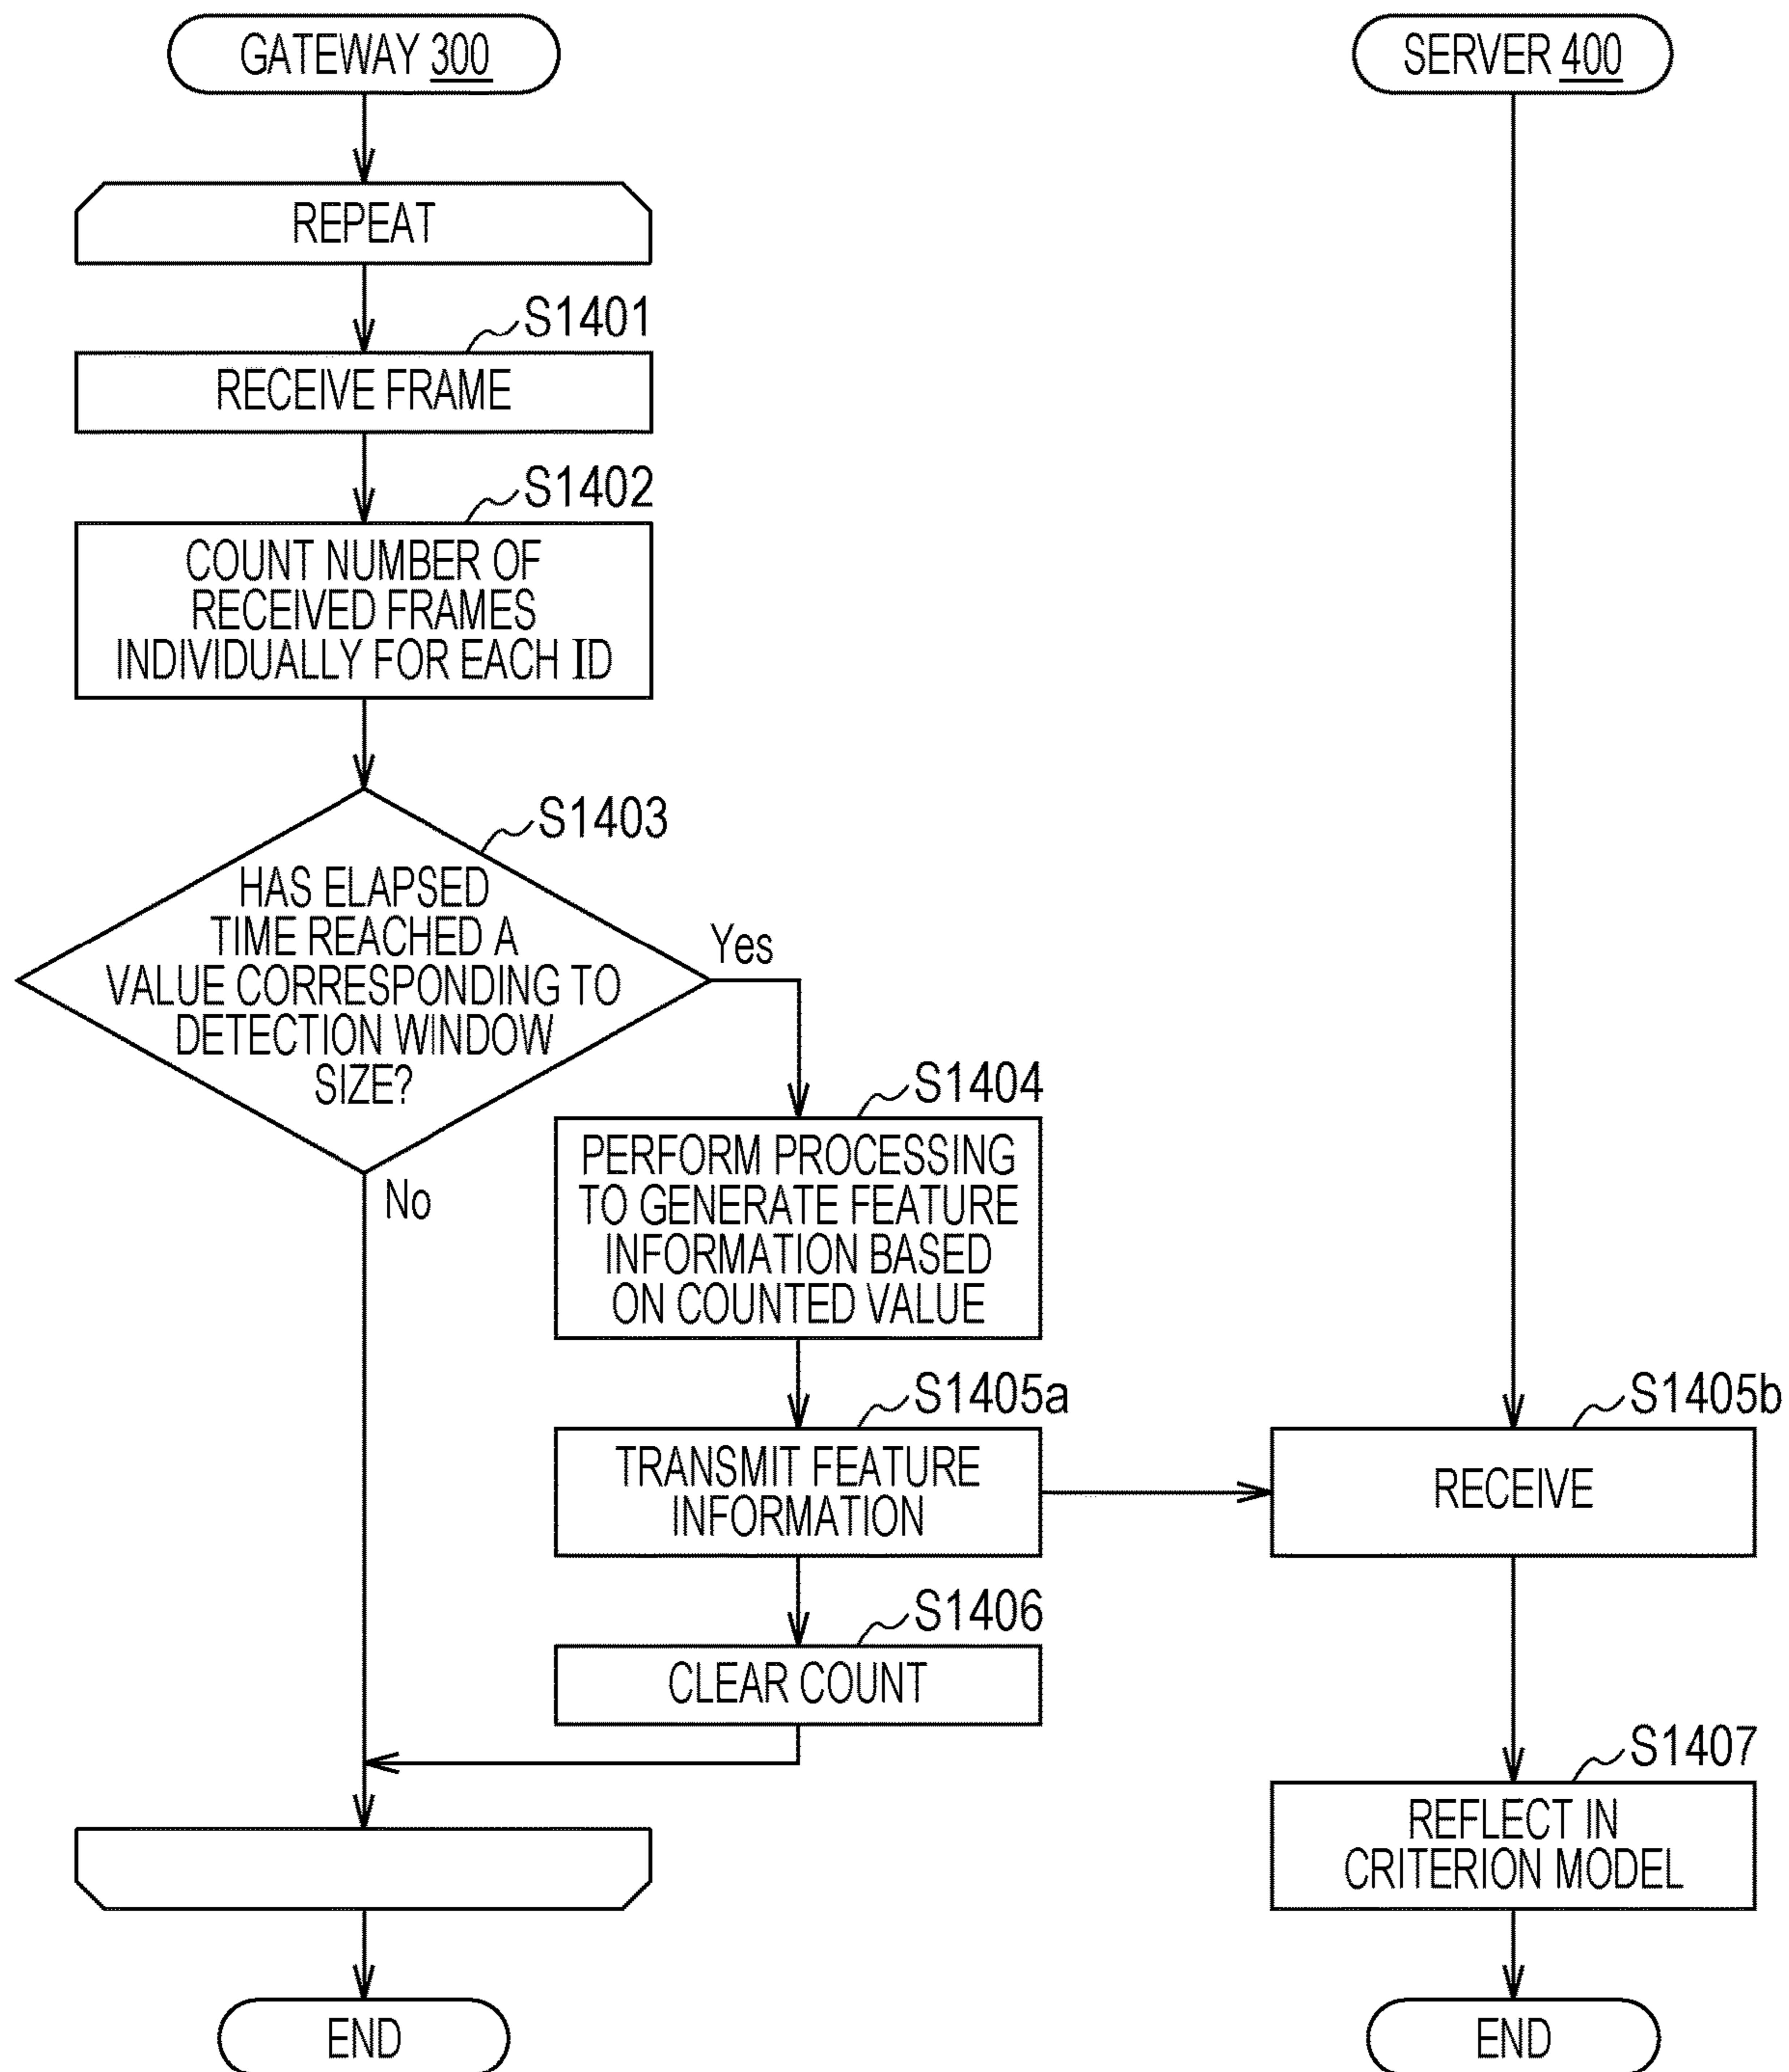 GATEWAY 300
SERVER 400
REPEAT
S1401
RECEIVE FRAME
S1402
COUNT NUMBER OF
RECEIVED FRAMES
INDIVIDUALLY FOR EACH ID
S1403
HAS ELAPSED
TIME REACHED A
VALUE CORRESPONDING TO
DETECTION WINDOW
SIZE?
Yes
No
S1404
PERFORM PROCESSING
TO GENERATE FEATURE
INFORMATION BASED
ON COUNTED VALUE
S1405a
TRANSMIT FEATURE
INFORMATION
S1405b
RECEIVE
S1406
CLEAR COUNT
S1407
REFLECT IN
CRITERION MODEL
END
END